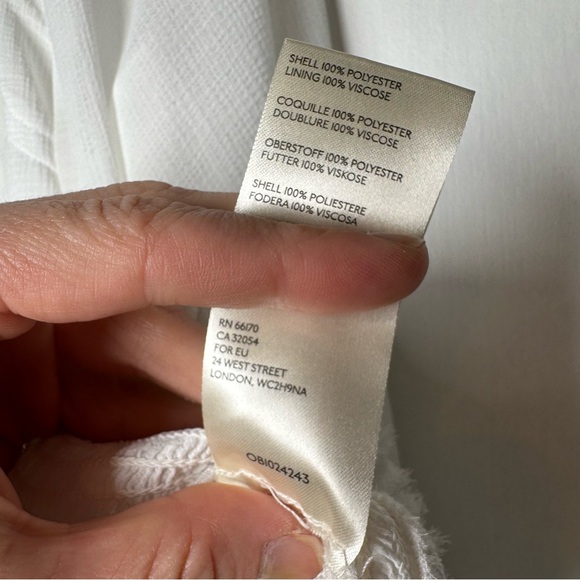 SHELL 100% POLYESTER
LINING 100% VISCOSE
COQUILLE 100% POLYESTER
DOUBLURE 100% VISCOSE
OBERSTOFF 100% POLYESTER
FUTTER 100% VISKOSE
SHELL 100% POLIESTERE
FODERA 100% VISCOSA
RN 66170
CA 32054
FOR EU
24 WEST STREET
LONDON, WC2H9NA
OB1024243